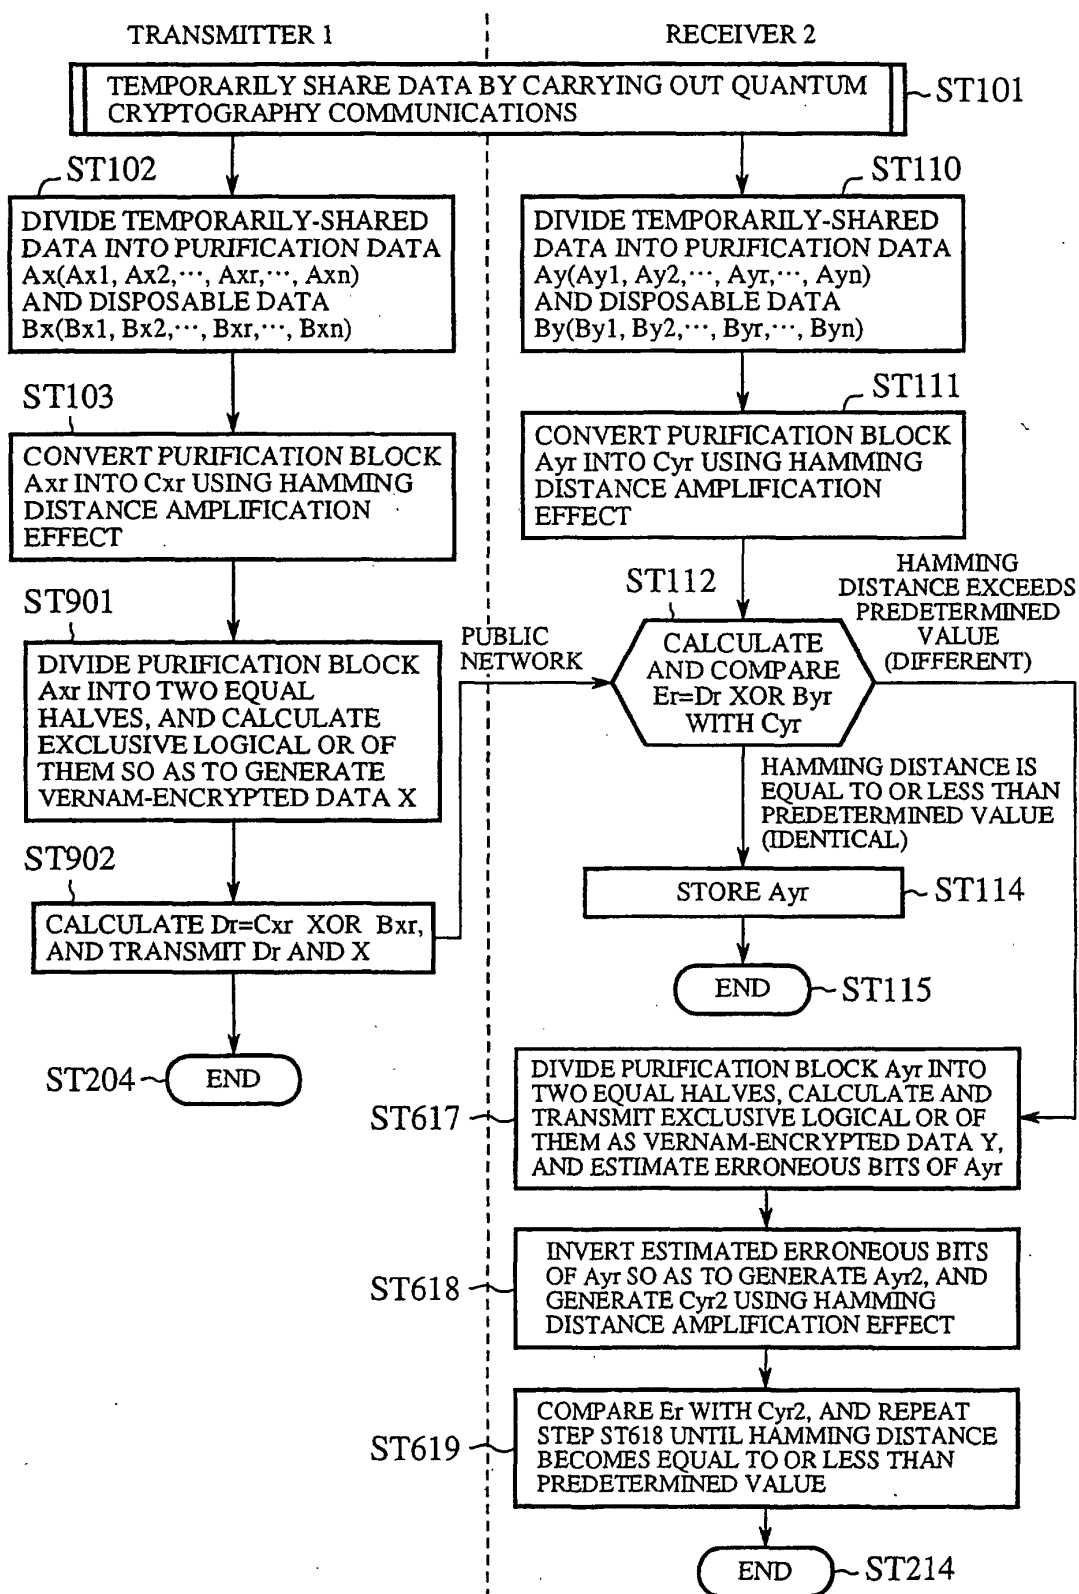 TRANSMITTER 1
RECEIVER 2
TEMPORARILY SHARE DATA BY CARRYING OUT QUANTUM
CRYPTOGRAPHY COMMUNICATIONS
ST101
ST102
DIVIDE TEMPORARILY-SHARED
DATA INTO PURIFICATION DATA
Ax(Ax1, Ax2,···, Axr,···, Axn)
AND DISPOSABLE DATA
Bx(Bx1, Bx2,···, Bxr,···, Bxn)
ST110
DIVIDE TEMPORARILY-SHARED
DATA INTO PURIFICATION DATA
Ay(Ay1, Ay2,···, Ayr,···, Ayn)
AND DISPOSABLE DATA
By(By1, By2,···, Byr,···, Byn)
ST103
CONVERT PURIFICATION BLOCK
Axr INTO Cxr USING HAMMING
DISTANCE AMPLIFICATION
EFFECT
ST111
CONVERT PURIFICATION BLOCK
Ayr INTO Cyr USING HAMMING
DISTANCE AMPLIFICATION
EFFECT
ST901
DIVIDE PURIFICATION BLOCK
Axr INTO TWO EQUAL
HALVES, AND CALCULATE
EXCLUSIVE LOGICAL OR OF
THEM SO AS TO GENERATE
VERNAM-ENCRYPTED DATA X
PUBLIC
NETWORK
ST112
CALCULATE
AND COMPARE
Er=Dr XOR Byr
WITH Cyr
HAMMING
DISTANCE EXCEEDS
PREDETERMINED
VALUE
(DIFFERENT)
HAMMING DISTANCE IS
EQUAL TO OR LESS THAN
PREDETERMINED VALUE
(IDENTICAL)
ST902
CALCULATE Dr=Cxr XOR Bxr,
AND TRANSMIT Dr AND X
STORE Ayr
ST114
END
ST115
ST204
END
ST617
DIVIDE PURIFICATION BLOCK Ayr INTO
TWO EQUAL HALVES, CALCULATE AND
TRANSMIT EXCLUSIVE LOGICAL OR OF
THEM AS VERNAM-ENCRYPTED DATA Y,
AND ESTIMATE ERRONEOUS BITS OF Ayr
ST618
INVERT ESTIMATED ERRONEOUS BITS
OF Ayr SO AS TO GENERATE Ayr2, AND
GENERATE Cyr2 USING HAMMING
DISTANCE AMPLIFICATION EFFECT
ST619
COMPARE Er WITH Cyr2, AND REPEAT
STEP ST618 UNTIL HAMMING DISTANCE
BECOMES EQUAL TO OR LESS THAN
PREDETERMINED VALUE
END
ST214